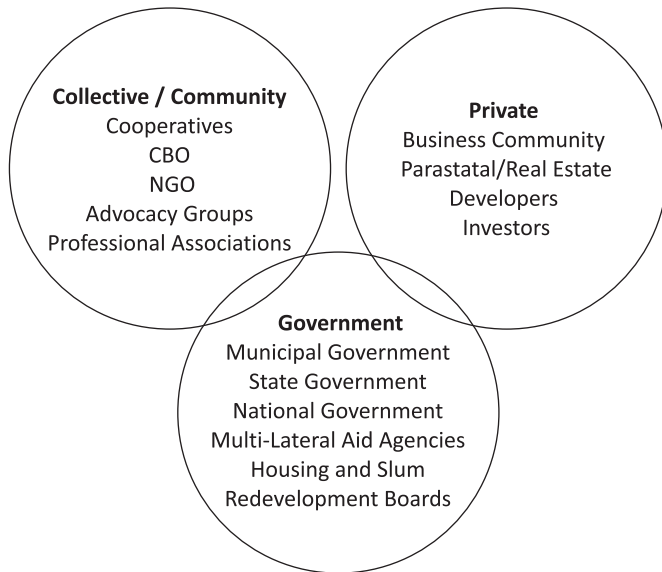 Collective / Community
Cooperatives
CBO
NGO
Advocacy Groups
Professional Associations
Private
Business Community
Parastatal/Real Estate
Developers
Investors
Government
Municipal Government
State Government
National Government
Multi-Lateral Aid Agencies
Housing and Slum
Redevelopment Boards